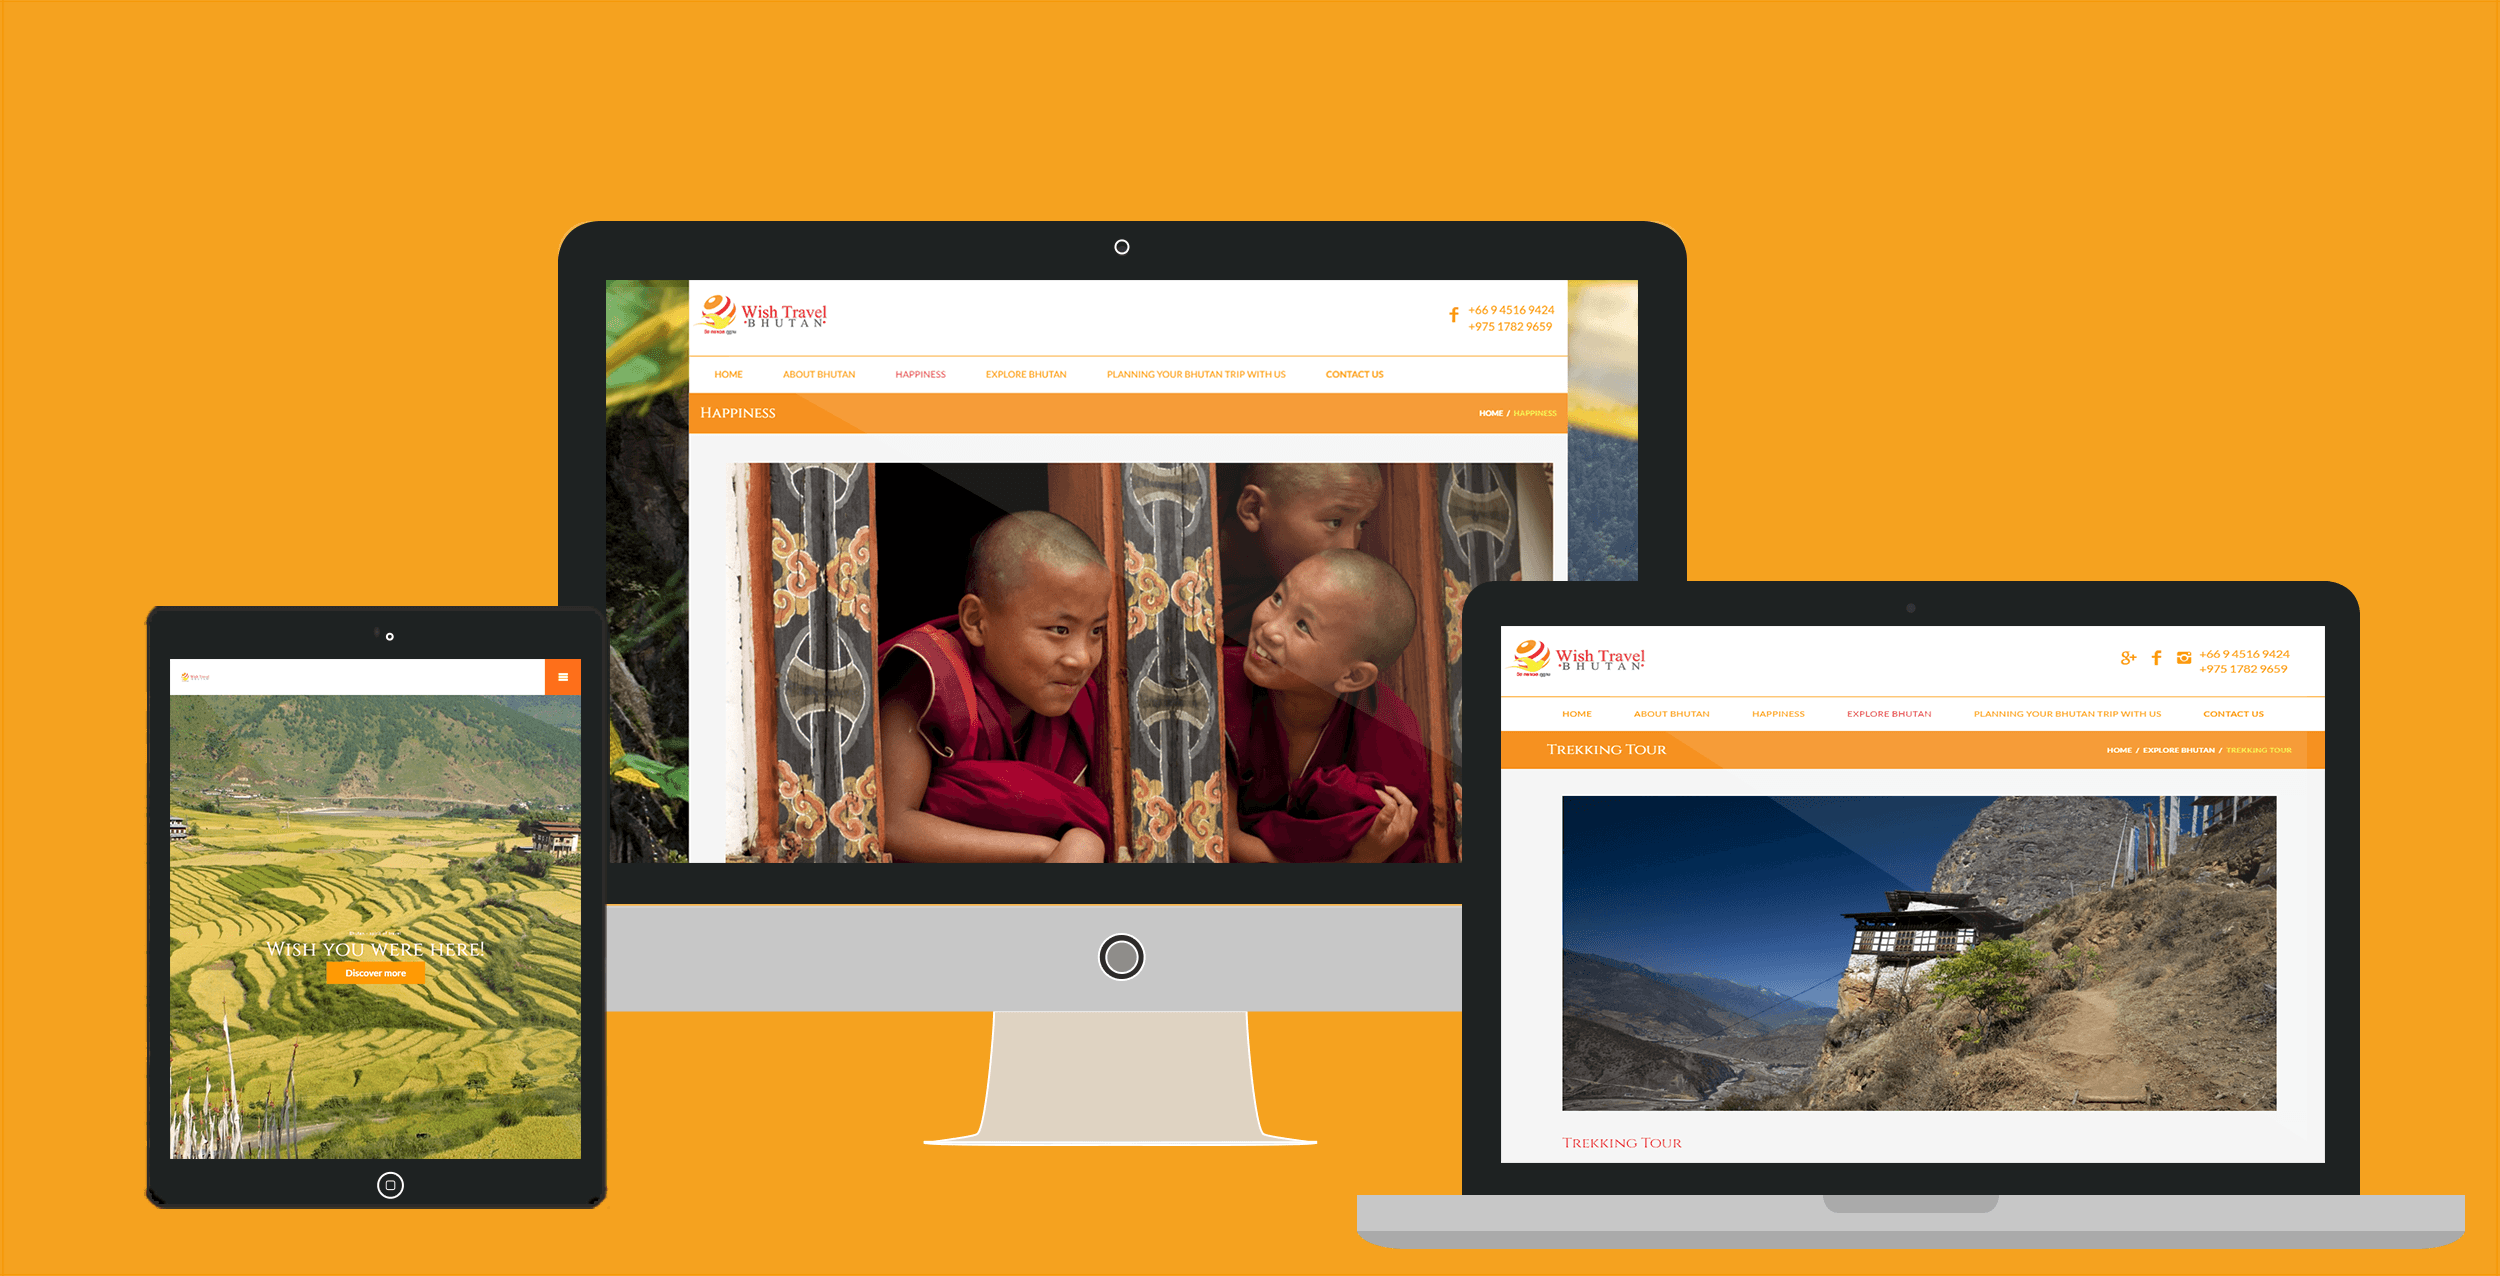 Wish Travel
•BHUTAN•
+66 9 4516 9424
+975 1782 9659
HOME ABOUT BHUTAN HAPPINESS EXPLORE BHUTAN PLANNING YOUR BHUTAN TRIP WITH US CONTACT US
HAPPINESS
HOME / HAPPINESS
WISH YOU WERE HERE!
Discover more
Wish Travel
•BHUTAN•
+66 9 4516 9424
+975 1782 9659
HOME ABOUT BHUTAN HAPPINESS EXPLORE BHUTAN PLANNING YOUR BHUTAN TRIP WITH US CONTACT US
TREKKING TOUR
HOME / EXPLORE BHUTAN / TREKKING TOUR
TREKKING TOUR